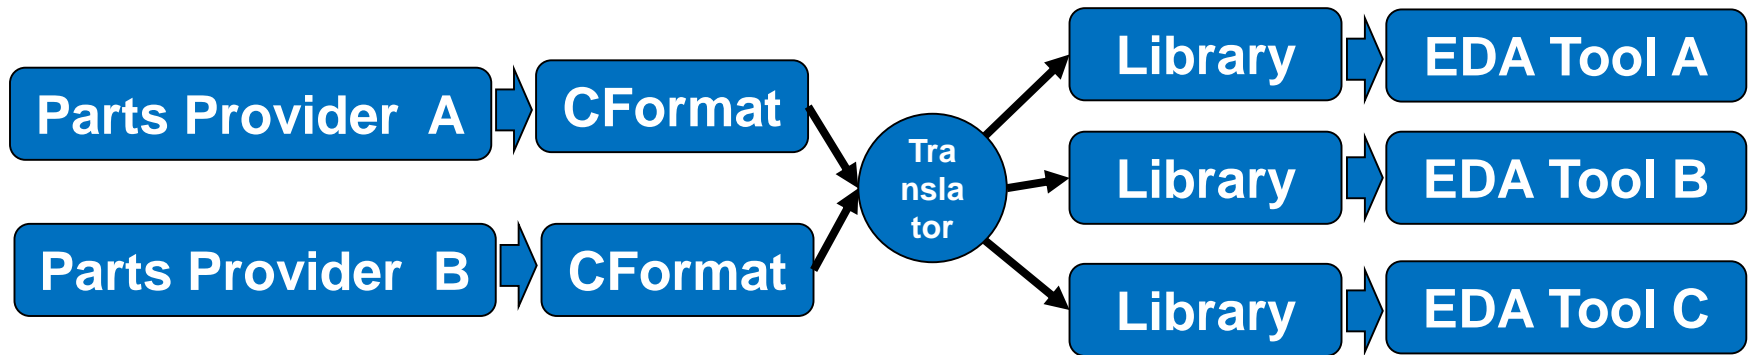 Parts Provider  A
CFormat
Parts Provider  B
CFormat
Tra
nsla
tor
Library
EDA Tool A
Library
EDA Tool B
Library
EDA Tool C